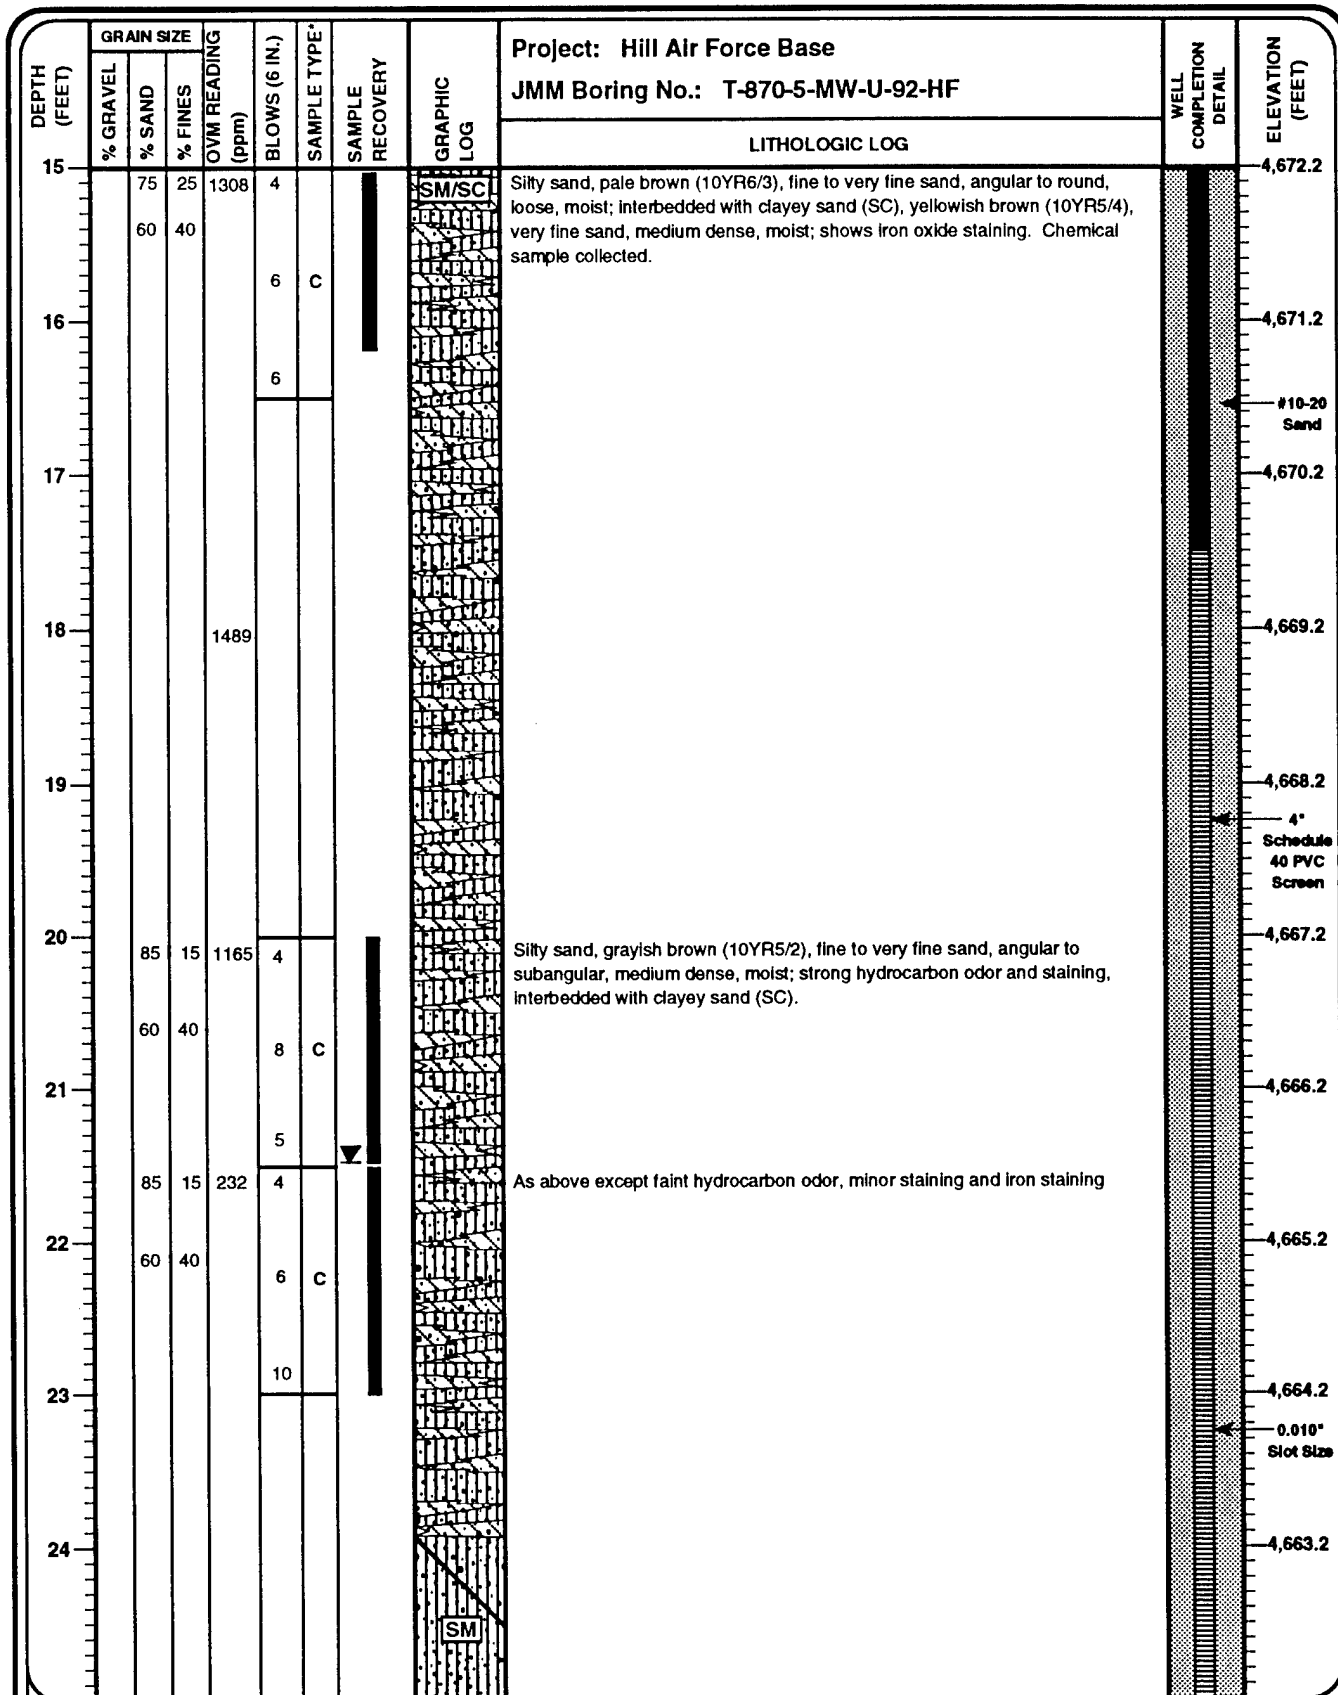 Project: Hill Air Force Base
JMM Boring No.: T-870-5-MW-U-92-HF
LITHOLOGIC LOG
DEPTH
(FEET)
GRAIN SIZE
% GRAVEL
% SAND
% FINES
OVM READING
(ppm)
BLOWS (6 IN.)
SAMPLE TYPE*
SAMPLE
RECOVERY
GRAPHIC
LOG
WELL
COMPLETION
DETAIL
ELEVATION
(FEET)
15 4,672.2
75 25 1308 4 SM/SC
60 40
Silty sand, pale brown (10YR6/3), fine to very fine sand, angular to round,
loose, moist; interbedded with clayey sand (SC), yellowish brown (10YR5/4),
very fine sand, medium dense, moist; shows iron oxide staining. Chemical
sample collected.
6 C
16 4,671.2
6
#10-20
Sand
17 4,670.2
18 1489 4,669.2
19 4,668.2
4"
Schedule
40 PVC
Screen
20 4,667.2
85 15 1165 4
Silty sand, grayish brown (10YR5/2), fine to very fine sand, angular to
subangular, medium dense, moist; strong hydrocarbon odor and staining,
interbedded with clayey sand (SC).
60 40
8 C
21 4,666.2
5
85 15 232 4 As above except faint hydrocarbon odor, minor staining and iron staining
22 4,665.2
60 40
6 C
10
23 4,664.2
0.010"
Slot Size
24 4,663.2
SM